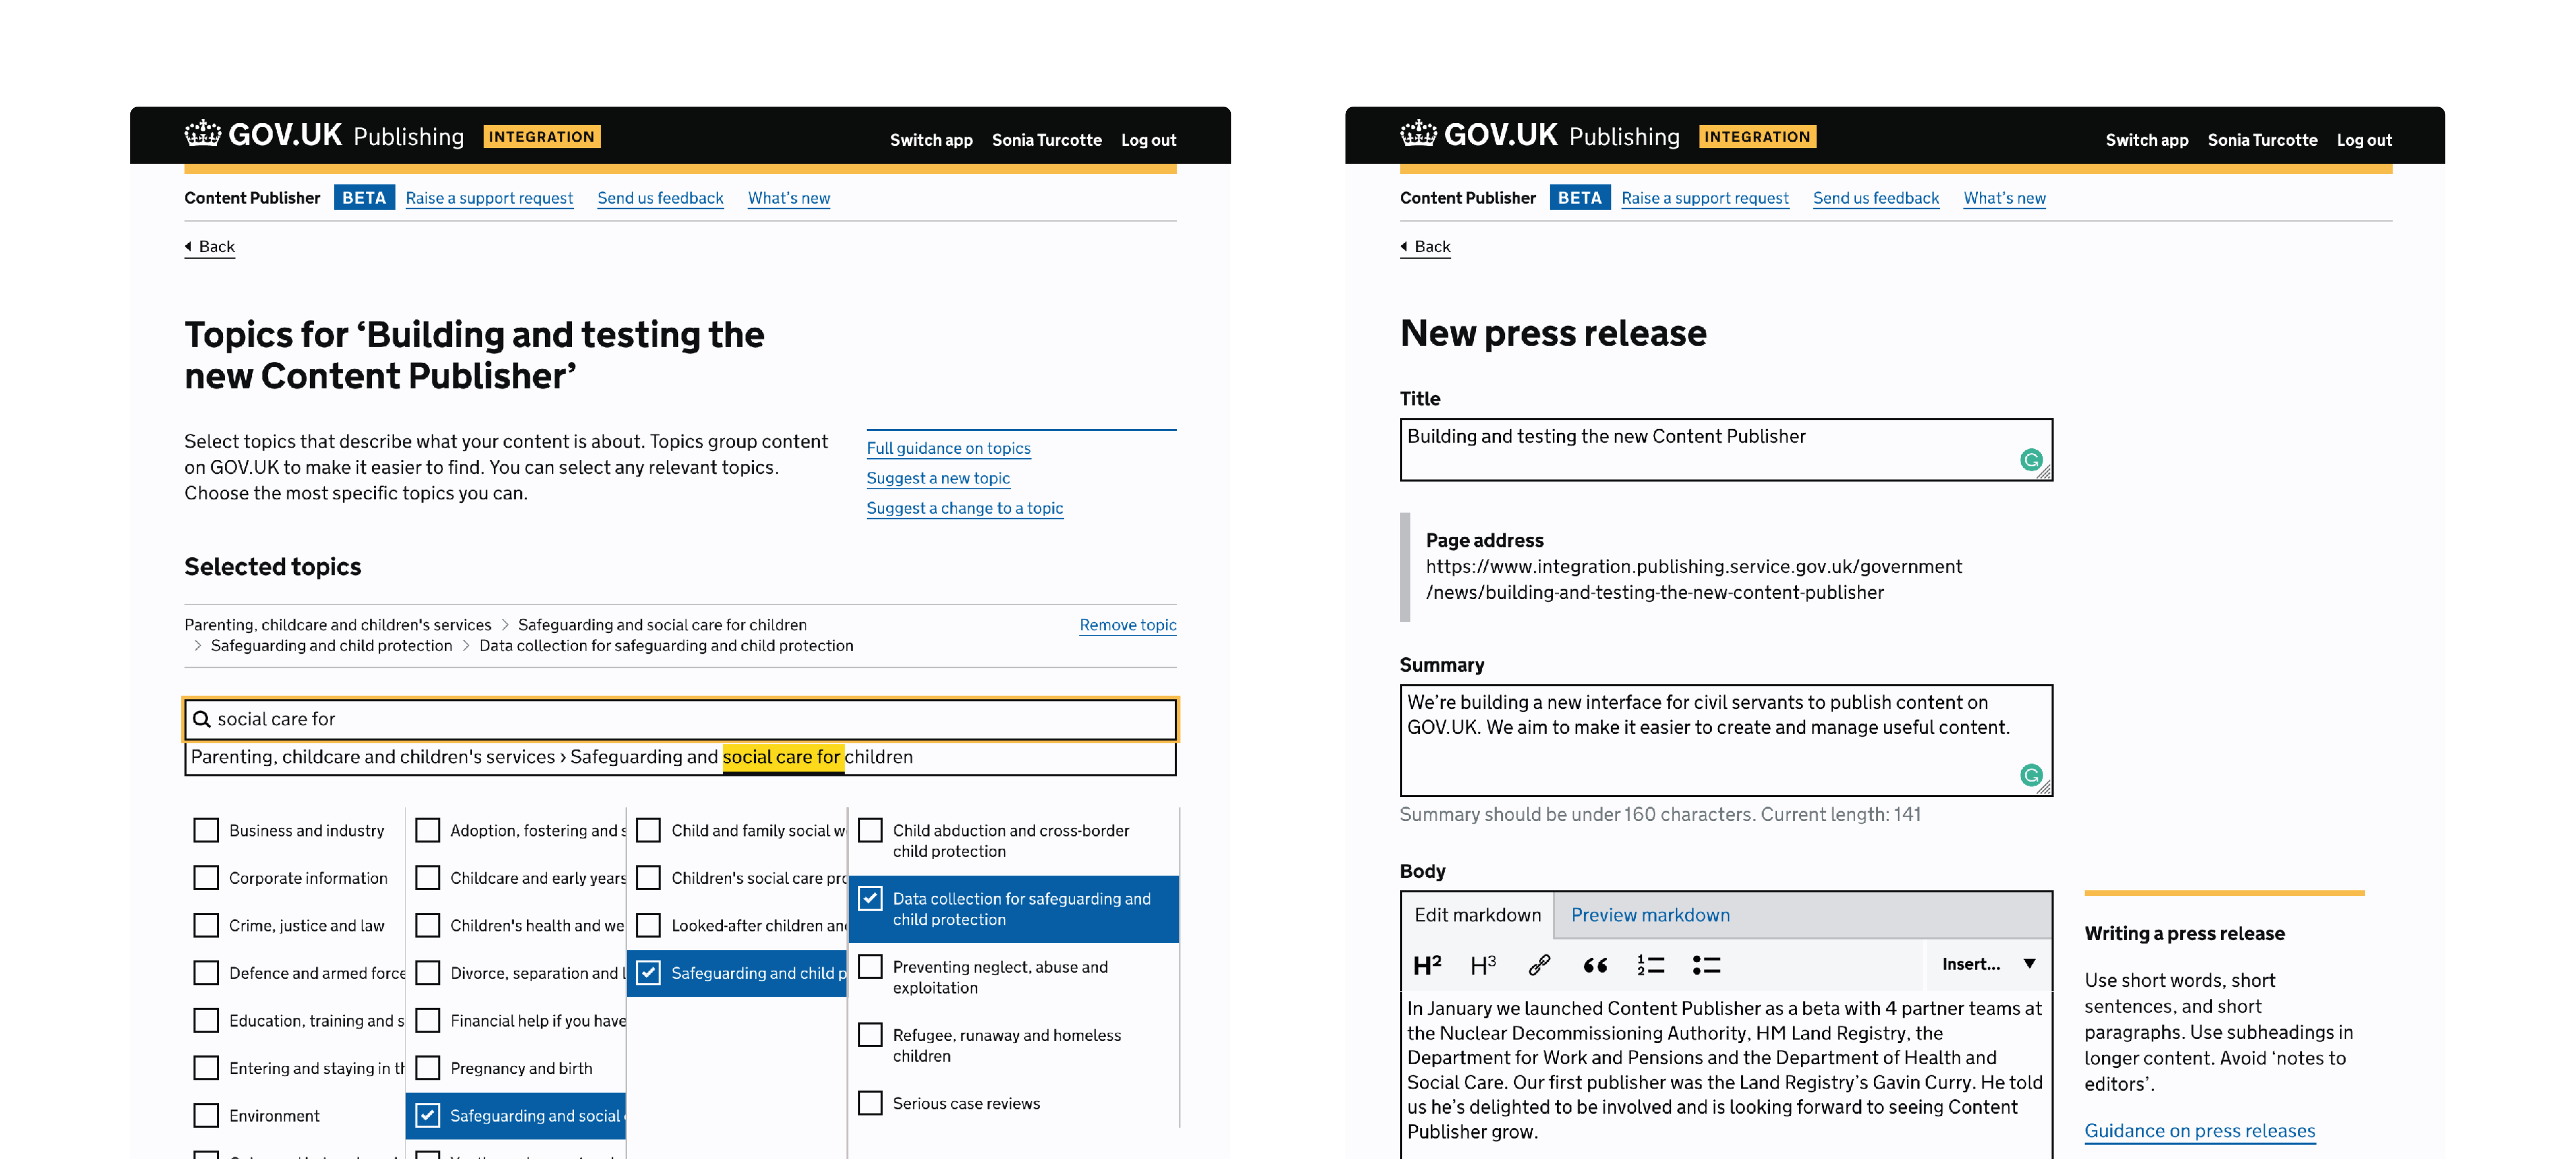 GOV.UK Publishing INTEGRATION
Switch app Sonia Turcotte Log out
Content Publisher BETA Raise a support request Send us feedback What's new
Back
Topics for ‘Building and testing the
new Content Publisher’
Select topics that describe what your content is about. Topics group content
on GOV.UK to make it easier to find. You can select any relevant topics.
Choose the most specific topics you can.
Full guidance on topics
Suggest a new topic
Suggest a change to a topic
Selected topics
Parenting, childcare and children's services > Safeguarding and social care for children
> Safeguarding and child protection > Data collection for safeguarding and child protection
Remove topic
social care for
Parenting, childcare and children's services › Safeguarding and social care for children
Business and industry
Corporate information
Crime, justice and law
Defence and armed force
Education, training and s
Entering and staying in th
Environment
Adoption, fostering and s
Childcare and early years
Children's health and we
Divorce, separation and l
Financial help if you have
Pregnancy and birth
Safeguarding and social
Child and family social w
Children's social care pro
Looked-after children an
Safeguarding and child p
Child abduction and cross-border
child protection
Data collection for safeguarding and
child protection
Preventing neglect, abuse and
exploitation
Refugee, runaway and homeless
children
Serious case reviews
GOV.UK Publishing INTEGRATION
Switch app Sonia Turcotte Log out
Content Publisher BETA Raise a support request Send us feedback What's new
Back
New press release
Title
Building and testing the new Content Publisher
Page address
https://www.integration.publishing.service.gov.uk/government
/news/building-and-testing-the-new-content-publisher
Summary
We’re building a new interface for civil servants to publish content on
GOV.UK. We aim to make it easier to create and manage useful content.
Summary should be under 160 characters. Current length: 141
Body
Edit markdown Preview markdown
H2 H3 Insert...
In January we launched Content Publisher as a beta with 4 partner teams at
the Nuclear Decommissioning Authority, HM Land Registry, the
Department for Work and Pensions and the Department of Health and
Social Care. Our first publisher was the Land Registry’s Gavin Curry. He told
us he’s delighted to be involved and is looking forward to seeing Content
Publisher grow.
Writing a press release
Use short words, short
sentences, and short
paragraphs. Use subheadings in
longer content. Avoid ‘notes to
editors’.
Guidance on press releases